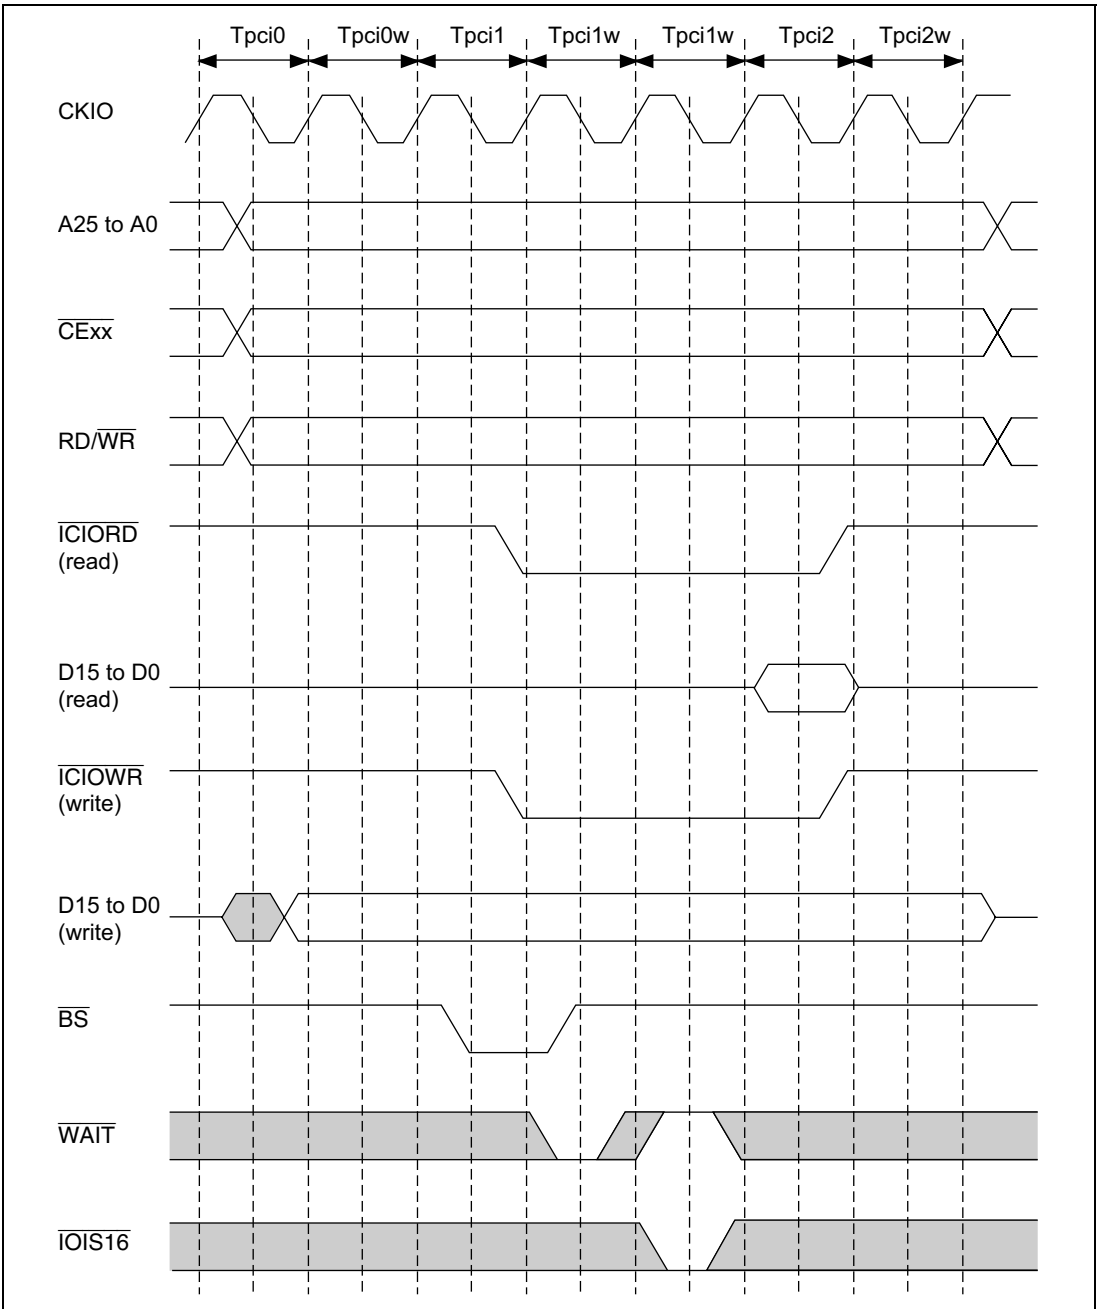 Tpci0 Tpci0w Tpci1 Tpci1w Tpci1w Tpci2 Tpci2w
CKIO
A25 to A0
CExx
RD/WR
ICIORD
(read)
D15 to D0
(read)
ICIOWR
(write)
D15 to D0
(write)
BS
WAIT
IOIS16